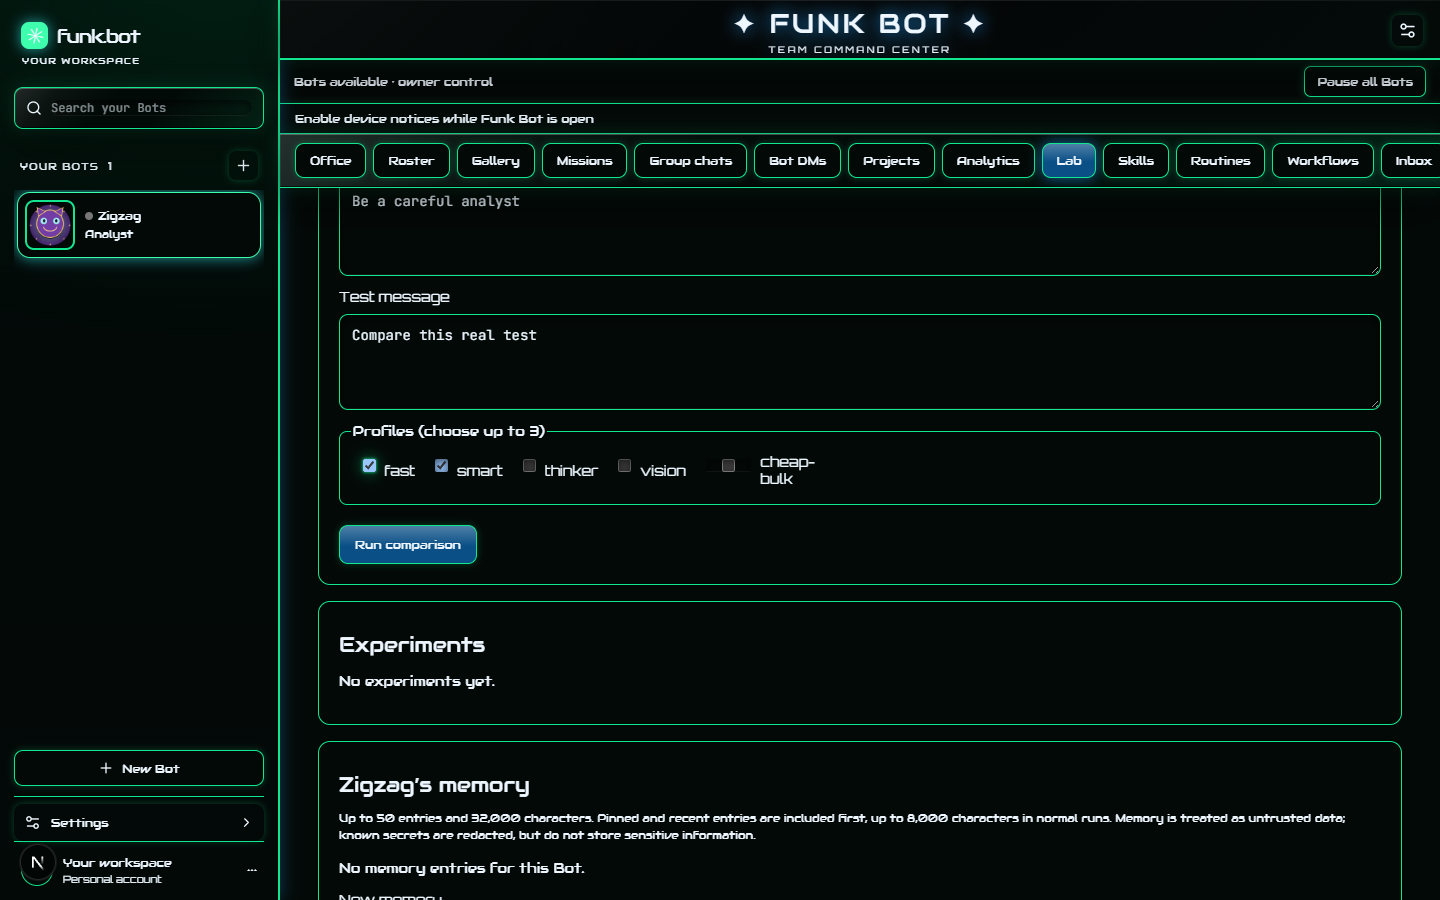 funk.bot
YOUR WORKSPACE
Search your Bots
YOUR BOTS 1
Zigzag
Analyst
New Bot
Settings
N
Your workspace
Personal account
...
✦ FUNK BOT ✦
TEAM COMMAND CENTER
Bots available · owner control
Pause all Bots
Enable device notices while Funk Bot is open
Office Roster Gallery Missions Group chats Bot DMs Projects Analytics Lab Skills Routines Workflows Inbox
Be a careful analyst
Test message
Compare this real test
Profiles (choose up to 3)
fast smart thinker vision cheap-
bulk
Run comparison
Experiments
No experiments yet.
Zigzag's memory
Up to 50 entries and 32,000 characters. Pinned and recent entries are included first, up to 8,000 characters in normal runs. Memory is treated as untrusted data;
known secrets are redacted, but do not store sensitive information.
No memory entries for this Bot.
New memory